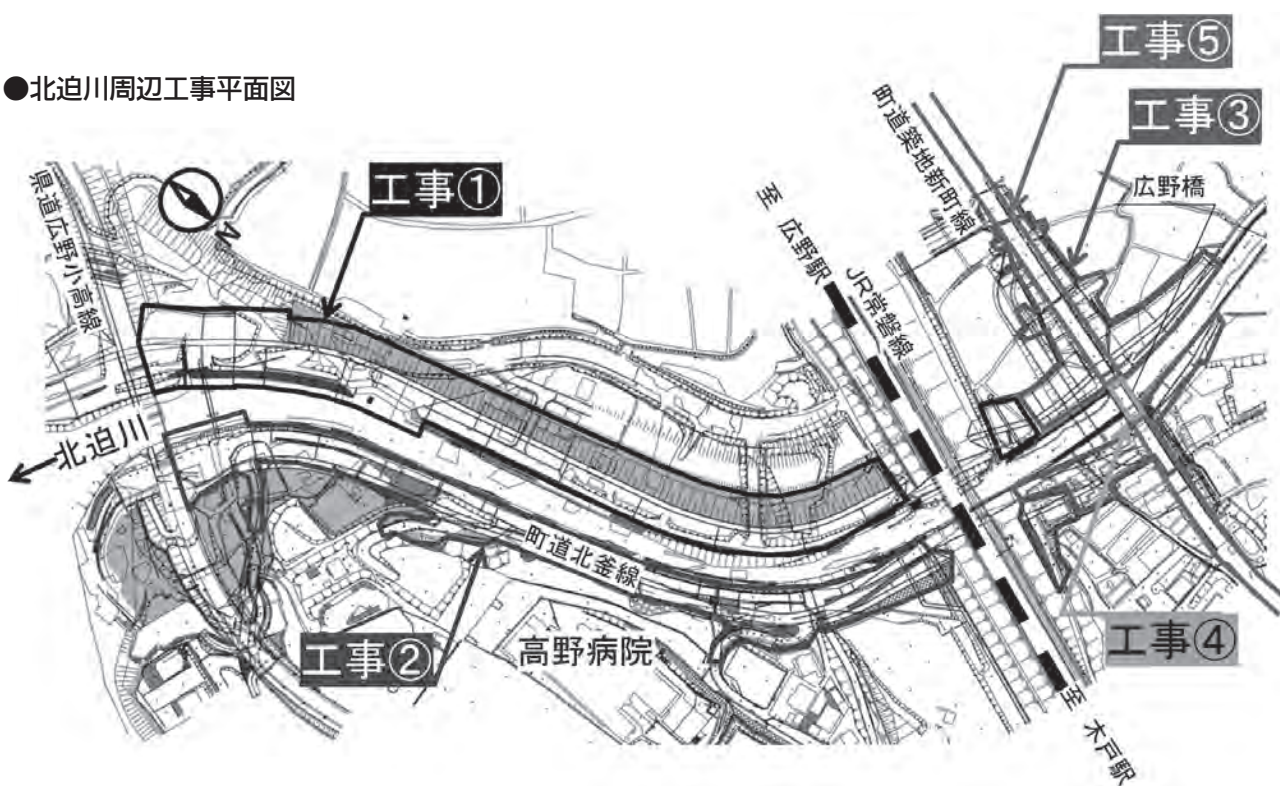 ●北迫川周辺工事平面図
工事⑤
工事③
町道築地新町線
広野橋
県道広野小高線
N
工事①
至 広野駅
JR常磐線
北迫川
町道北釜線
工事②
高野病院
工事④
至 木戸駅